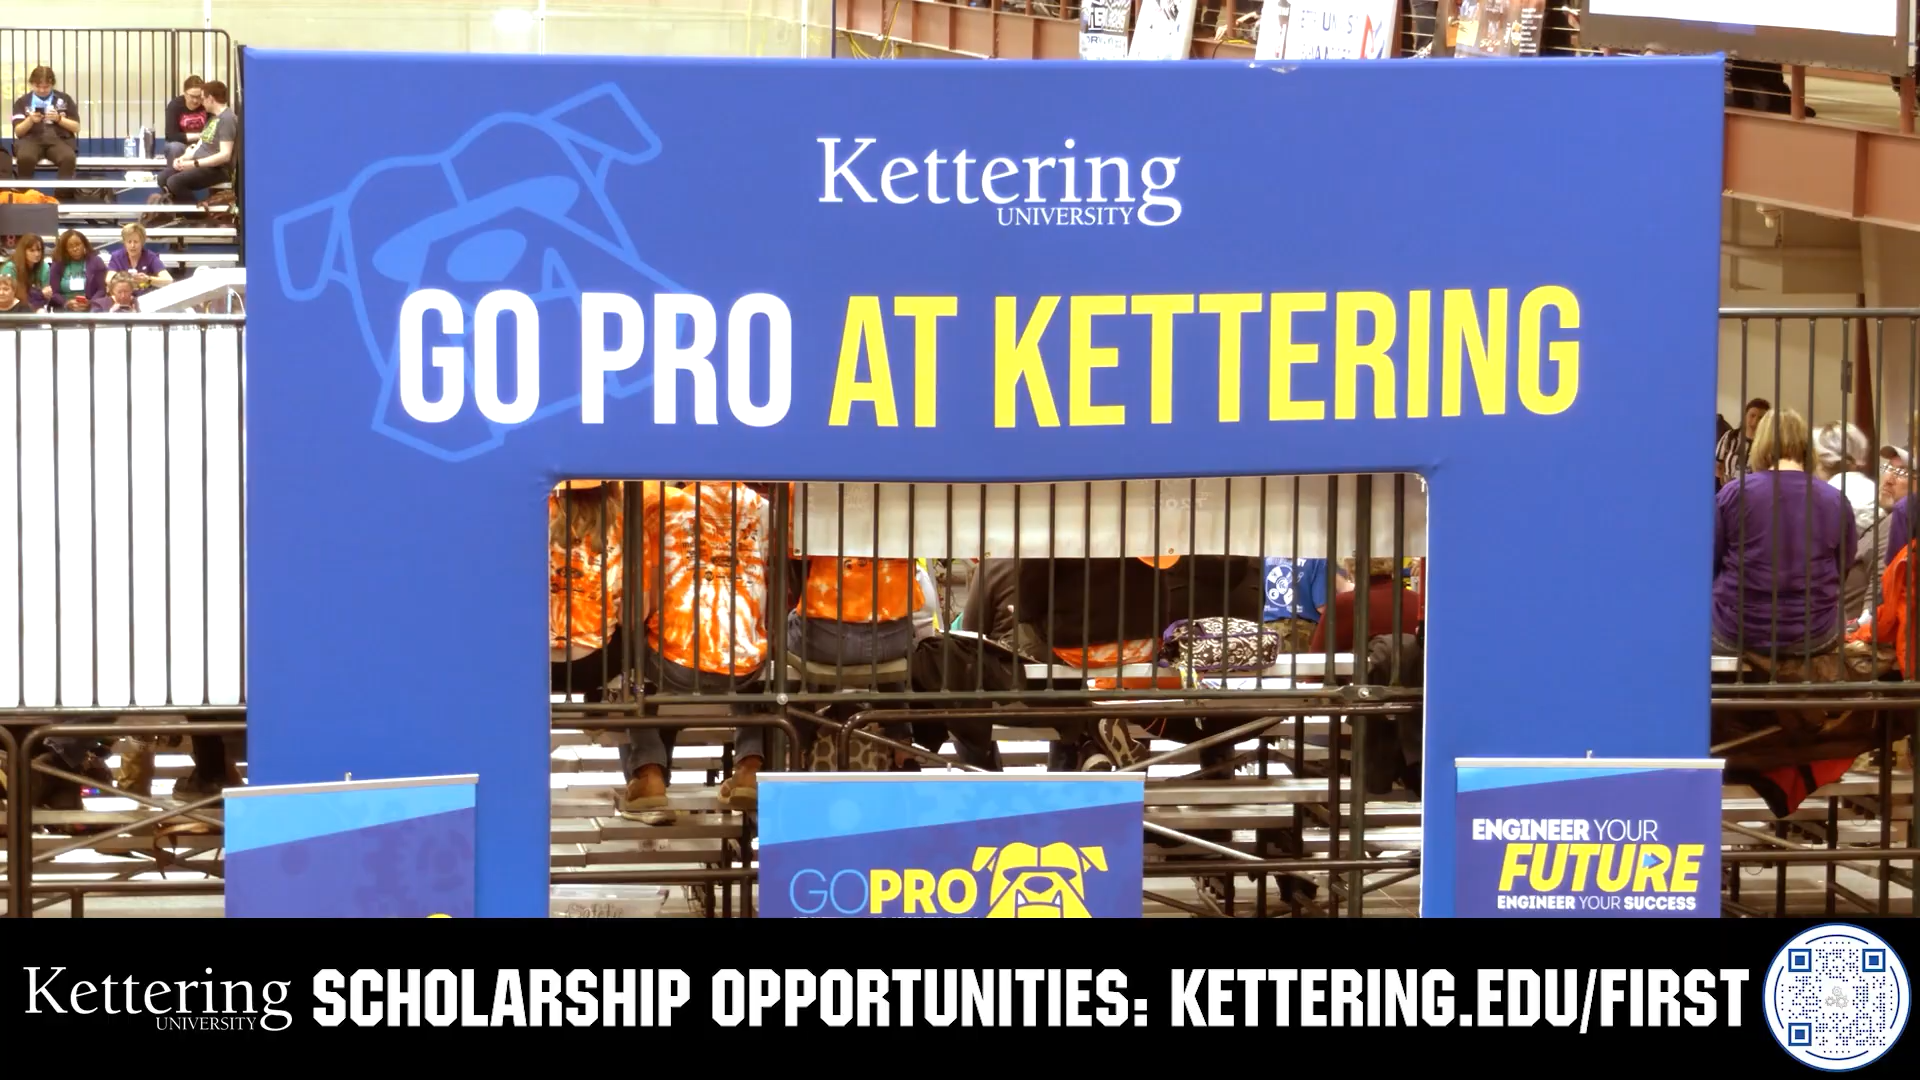 Kettering
UNIVERSITY
GO PRO AT KETTERING
GOPRO
ENGINEER YOUR
FUTURE
ENGINEER YOUR SUCCESS
Kettering
UNIVERSITY
SCHOLARSHIP OPPORTUNITIES: KETTERING.EDU/FIRST